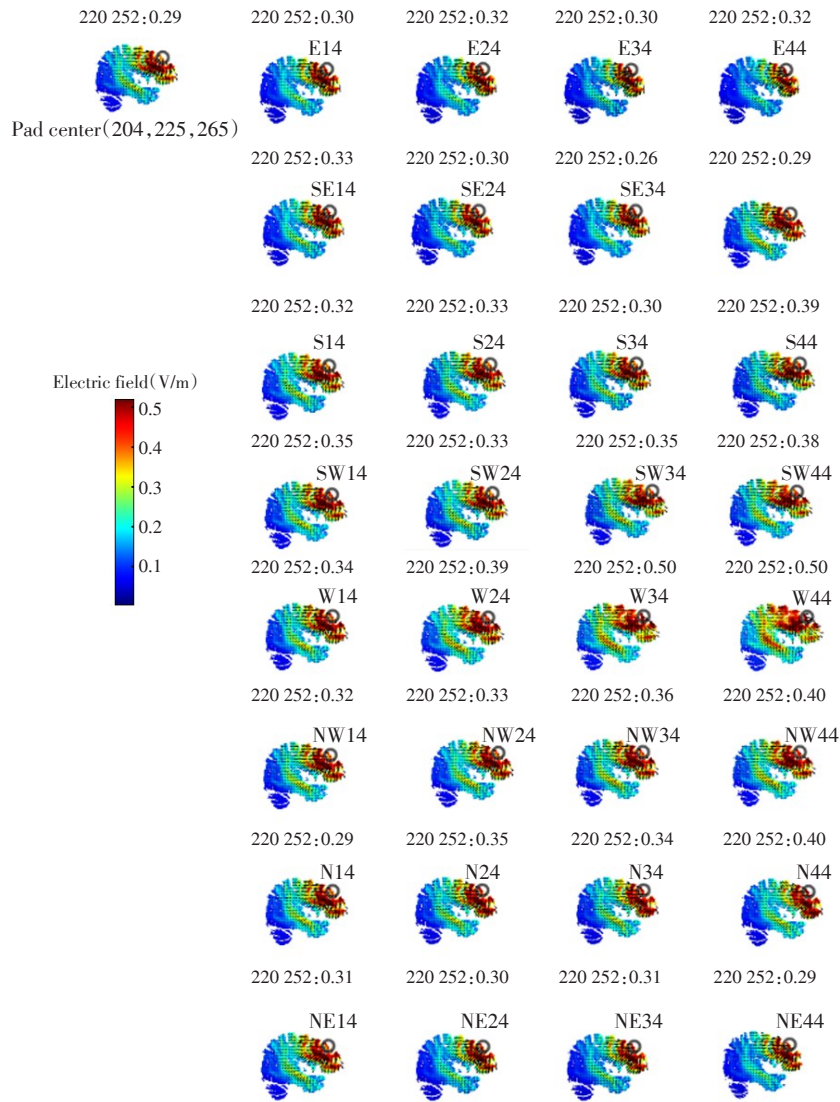 220 252:0.29 220 252:0.30 220 252:0.32 220 252:0.30 220 252:0.32
E14 E24 E34 E44
Pad center(204,225,265)
220 252:0.33 220 252:0.30 220 252:0.26 220 252:0.29
SE14 SE24 SE34
220 252:0.32 220 252:0.33 220 252:0.30 220 252:0.39
S14 S24 S34 S44
Electric field(V/m)
0.5
0.4
0.3
0.2
0.1
220 252:0.35 220 252:0.33 220 252:0.35 220 252:0.38
SW14 SW24 SW34 SW44
220 252:0.34 220 252:0.39 220 252:0.50 220 252:0.50
W14 W24 W34 W44
220 252:0.32 220 252:0.33 220 252:0.36 220 252:0.40
NW14 NW24 NW34 NW44
220 252:0.29 220 252:0.35 220 252:0.34 220 252:0.40
N14 N24 N34 N44
220 252:0.31 220 252:0.30 220 252:0.31 220 252:0.29
NE14 NE24 NE34 NE44